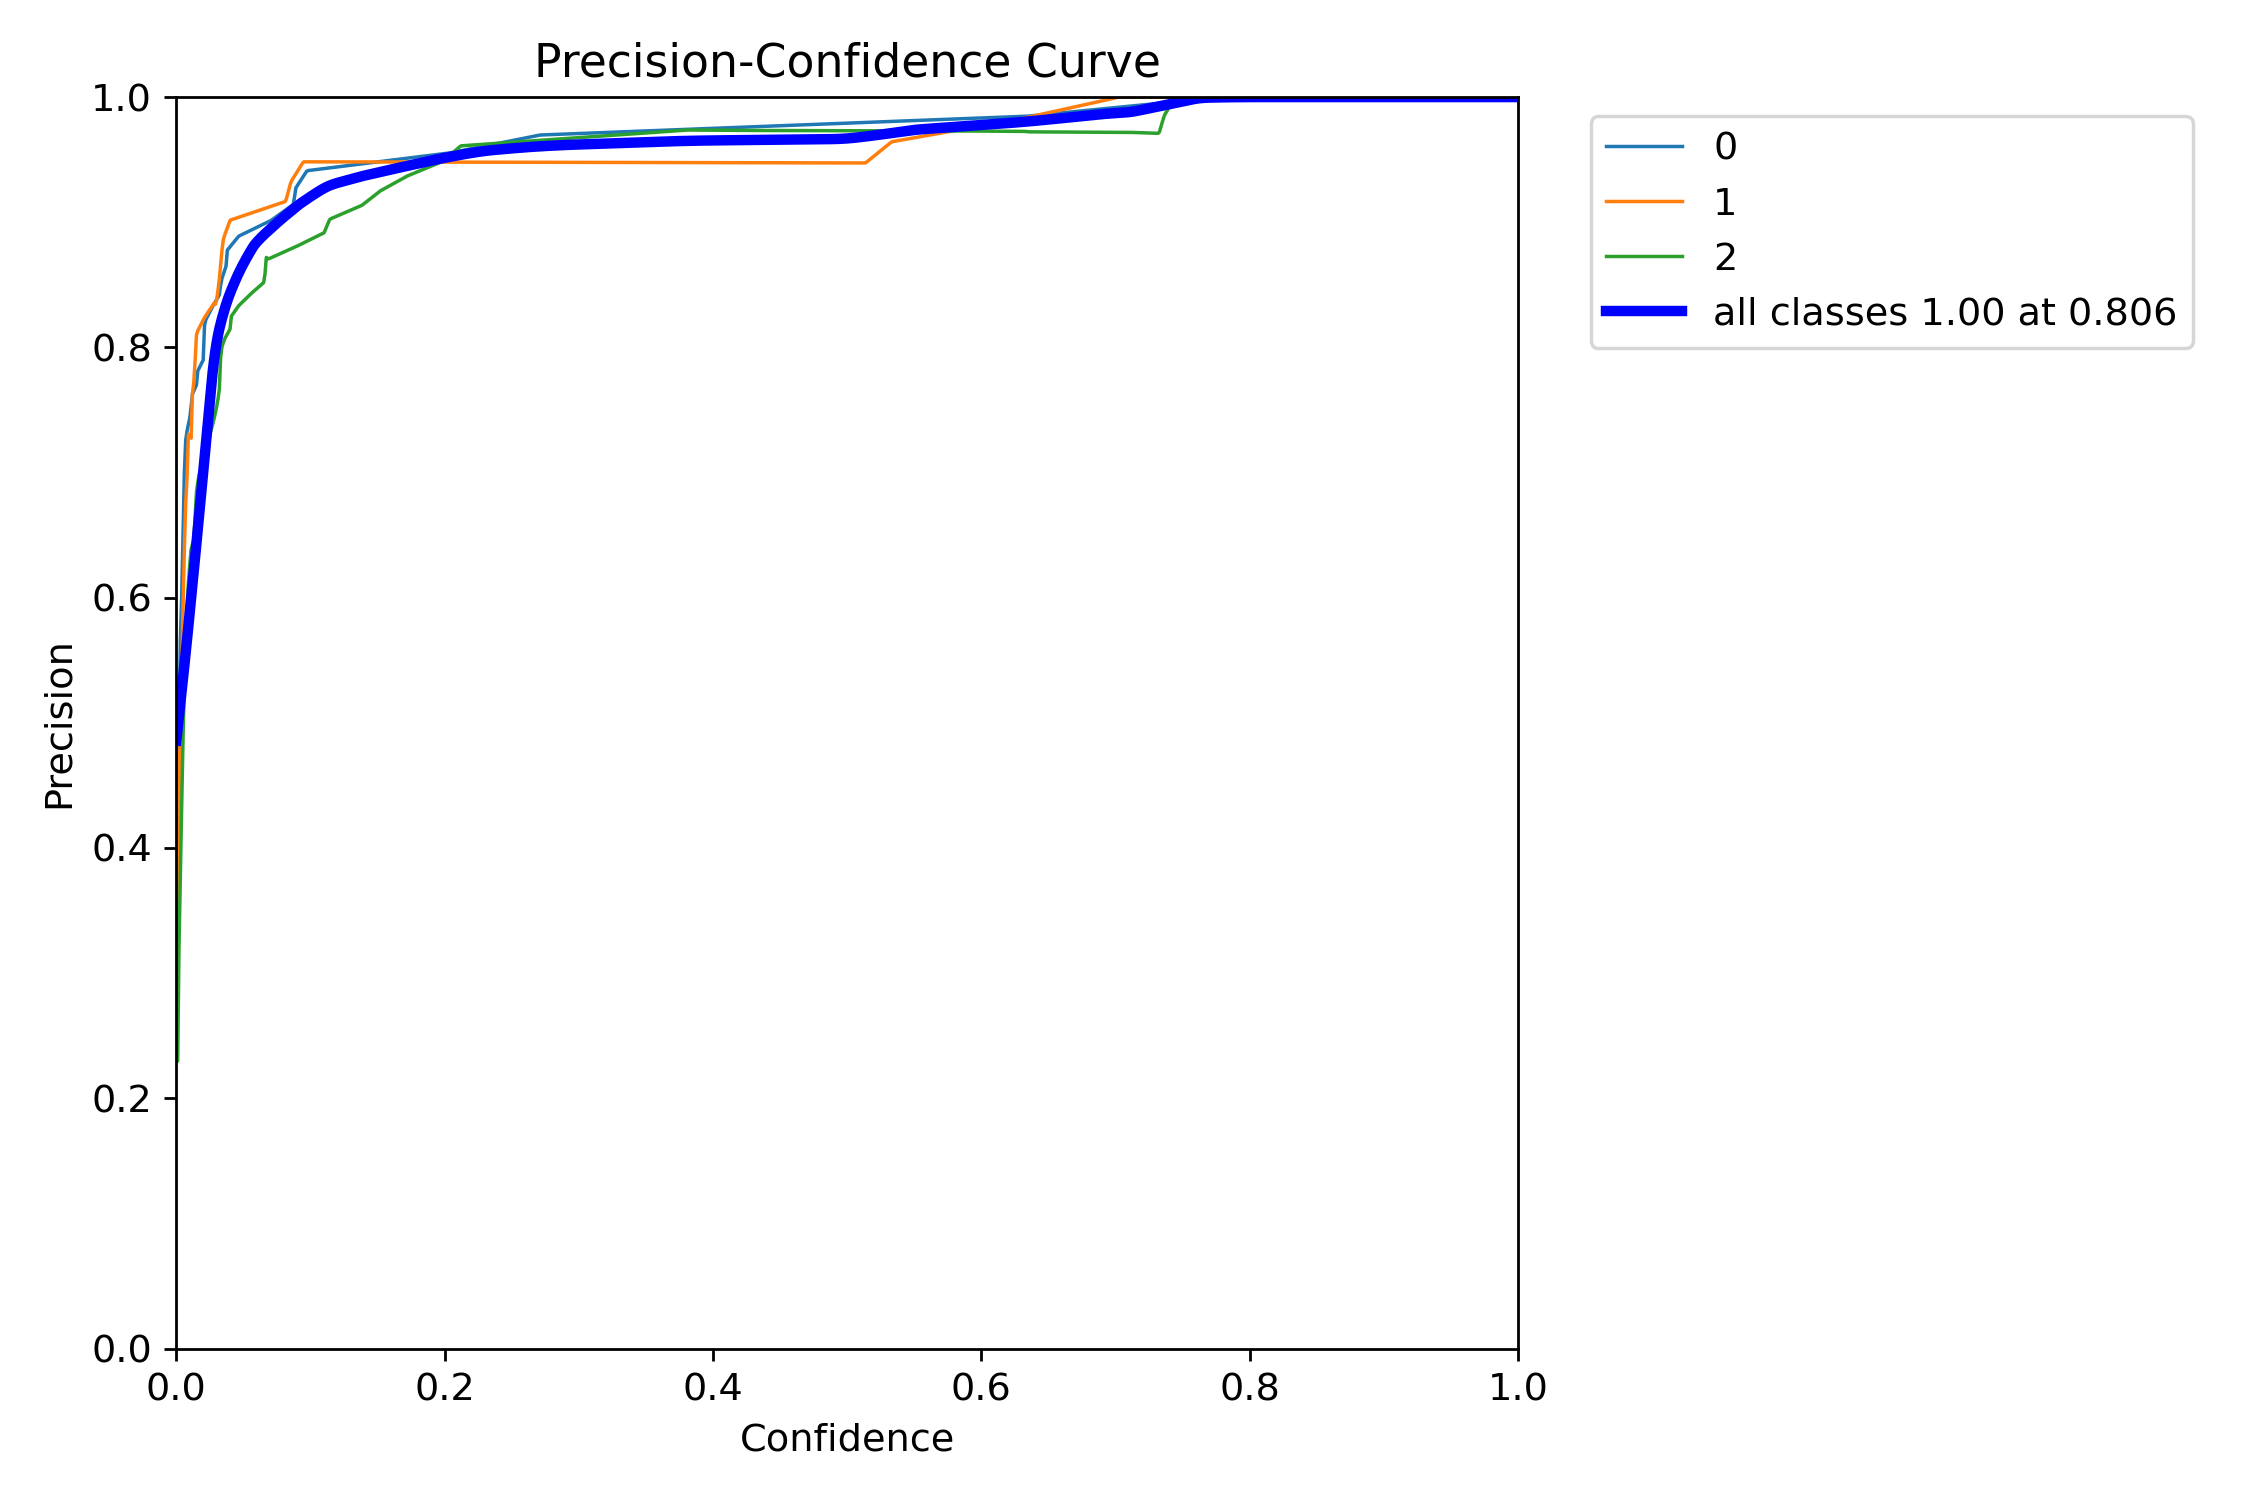 Precision-Confidence Curve
1.0
0.8
0.6
0.4
0.2
0.0
Precision
0.0 0.2 0.4 0.6 0.8 1.0
Confidence
0
1
2
all classes 1.00 at 0.806